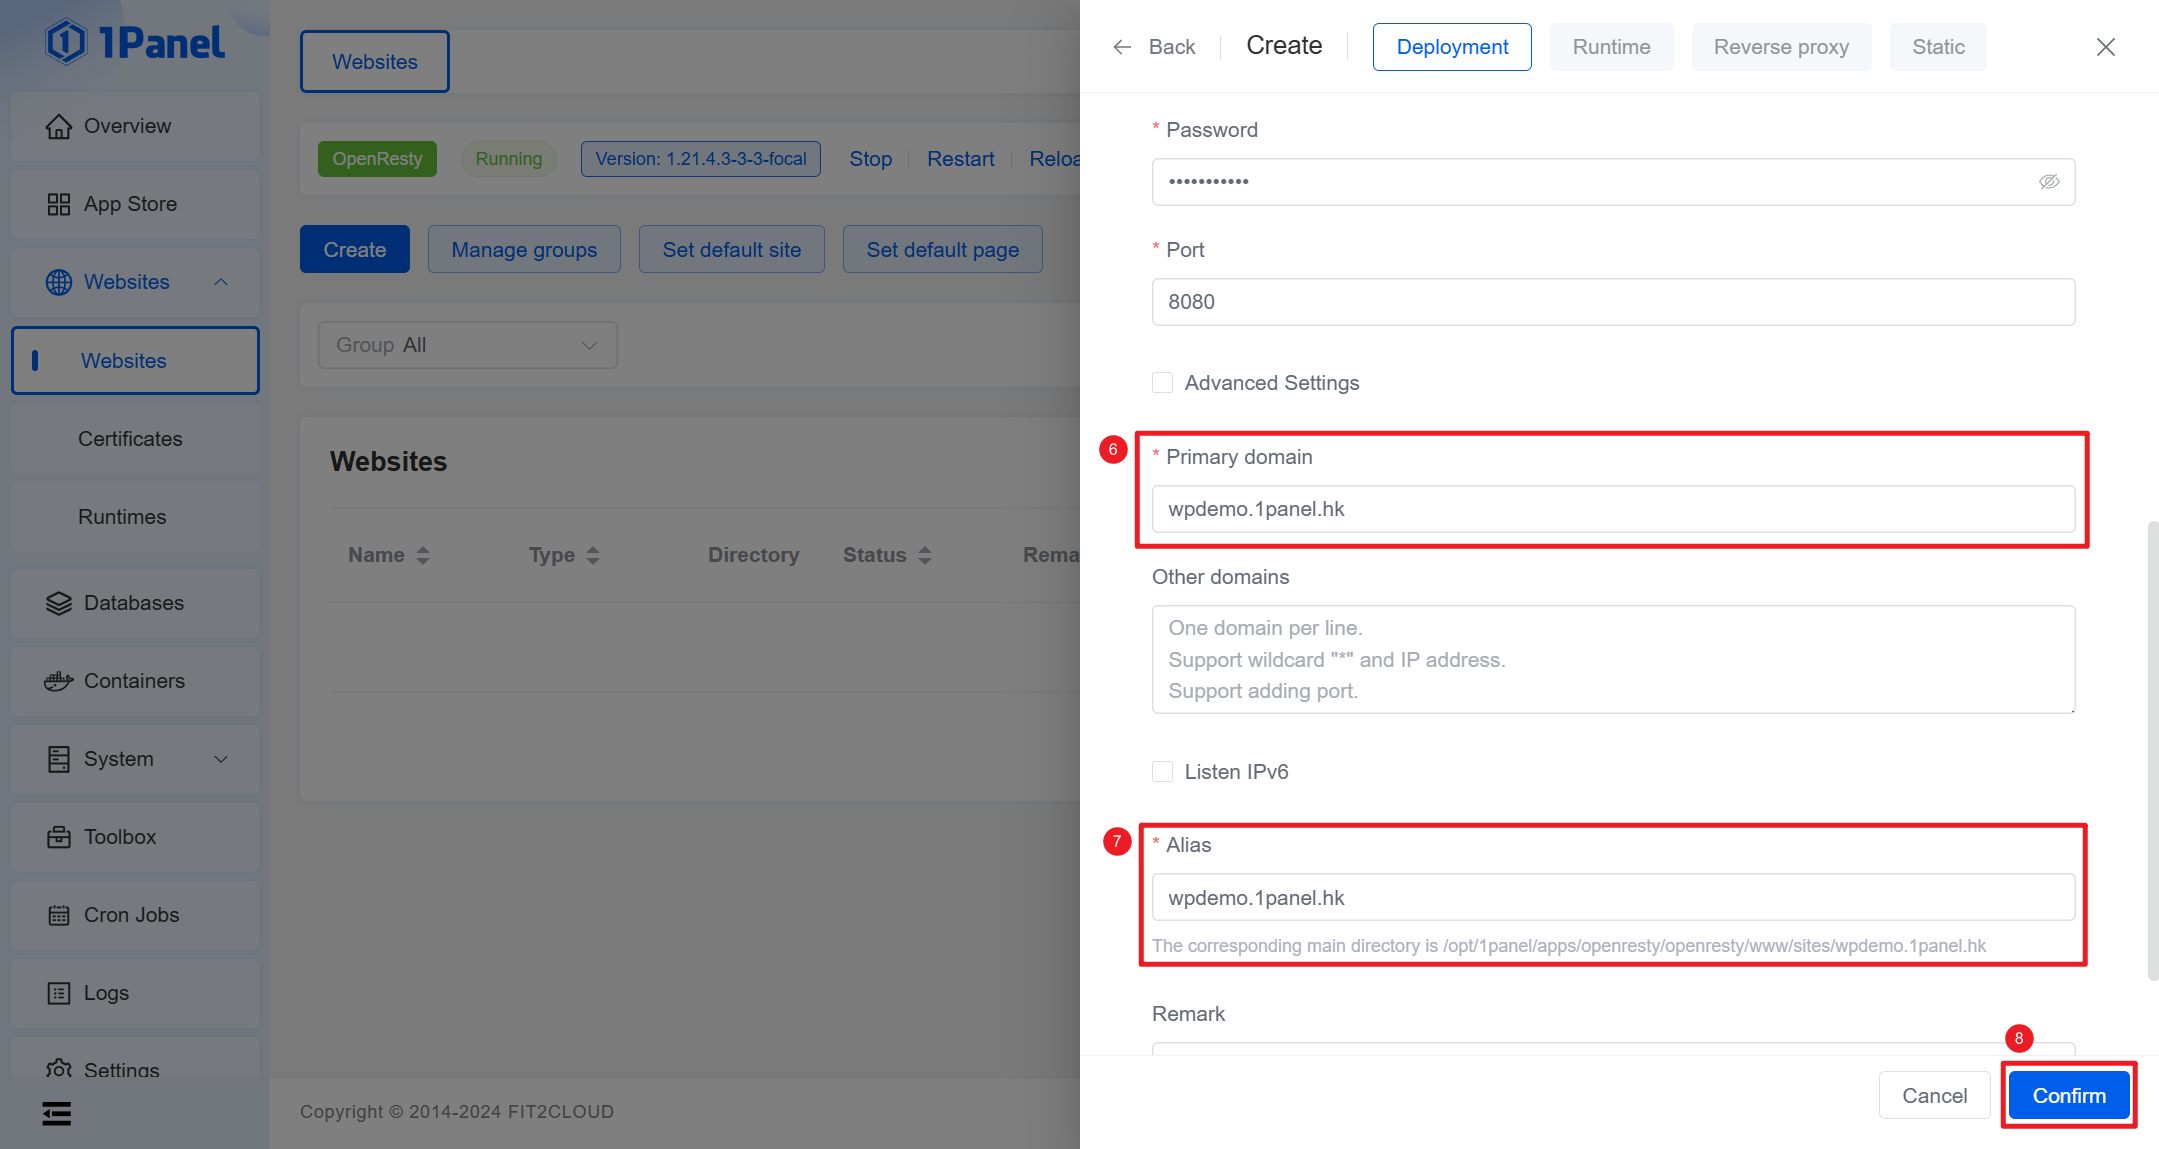 1Panel
Overview
App Store
Websites
Websites
Certificates
Runtimes
Databases
Containers
System
Toolbox
Cron Jobs
Logs
Settings
Websites
OpenResty Running Version: 1.21.4.3-3-3-focal Stop Restart Reloa
Create Manage groups Set default site Set default page
Group All
Websites
Name Type Directory Status Rema
Copyright © 2014-2024 FIT2CLOUD
Back Create Deployment Runtime Reverse proxy Static
* Password
•••••••••••
* Port
8080
Advanced Settings
6
* Primary domain
wpdemo.1panel.hk
Other domains
One domain per line.
Support wildcard "*" and IP address.
Support adding port.
Listen IPv6
7
* Alias
wpdemo.1panel.hk
The corresponding main directory is /opt/1panel/apps/openresty/openresty/www/sites/wpdemo.1panel.hk
Remark
8
Cancel Confirm